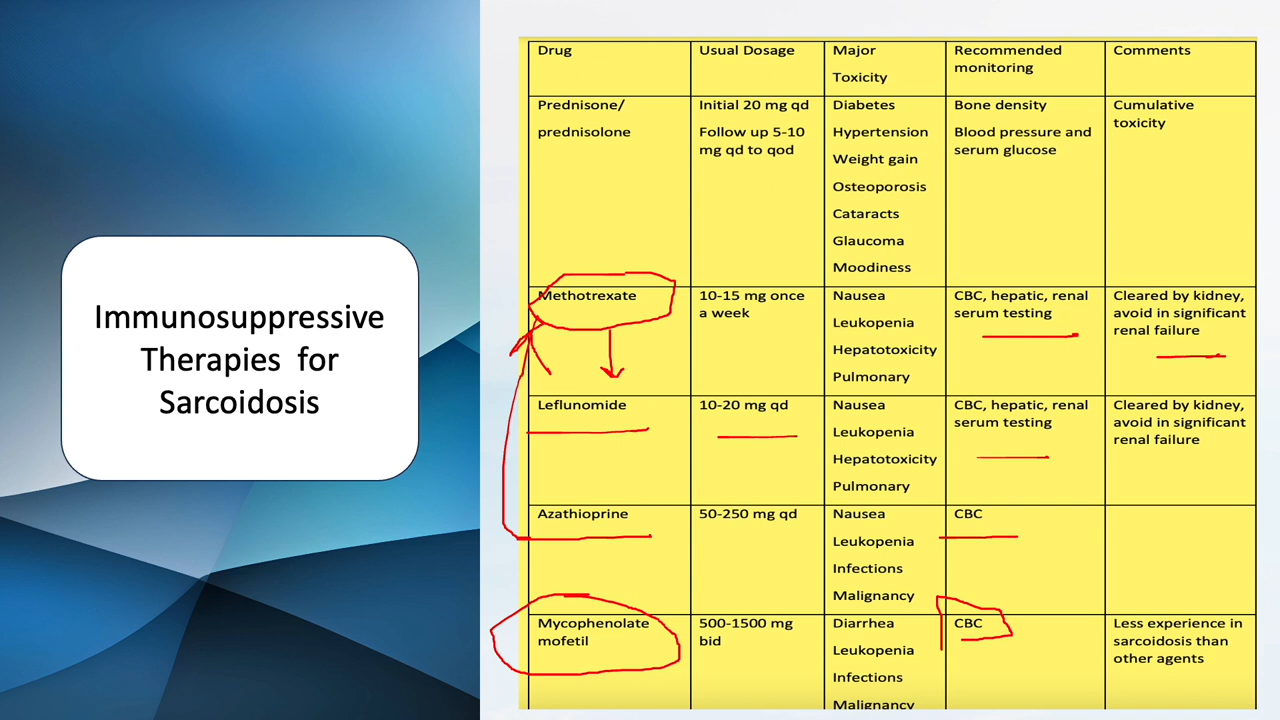 Immunosuppressive
Therapies for
Sarcoidosis
Drug
Usual Dosage
Major
Toxicity
Recommended
monitoring
Comments
Prednisone/
prednisolone
Initial 20 mg qd
Follow up 5-10
mg qd to qod
Diabetes
Hypertension
Weight gain
Osteoporosis
Cataracts
Glaucoma
Moodiness
Bone density
Blood pressure and
serum glucose
Cumulative
toxicity
Methotrexate
10-15 mg once
a week
Nausea
Leukopenia
Hepatotoxicity
Pulmonary
CBC, hepatic, renal
serum testing
Cleared by kidney,
avoid in significant
renal failure
Leflunomide
10-20 mg qd
Nausea
Leukopenia
Hepatotoxicity
Pulmonary
CBC, hepatic, renal
serum testing
Cleared by kidney,
avoid in significant
renal failure
Azathioprine
50-250 mg qd
Nausea
Leukopenia
Infections
Malignancy
CBC
Mycophenolate
mofetil
500-1500 mg
bid
Diarrhea
Leukopenia
Infections
Malignancy
CBC
Less experience in
sarcoidosis than
other agents